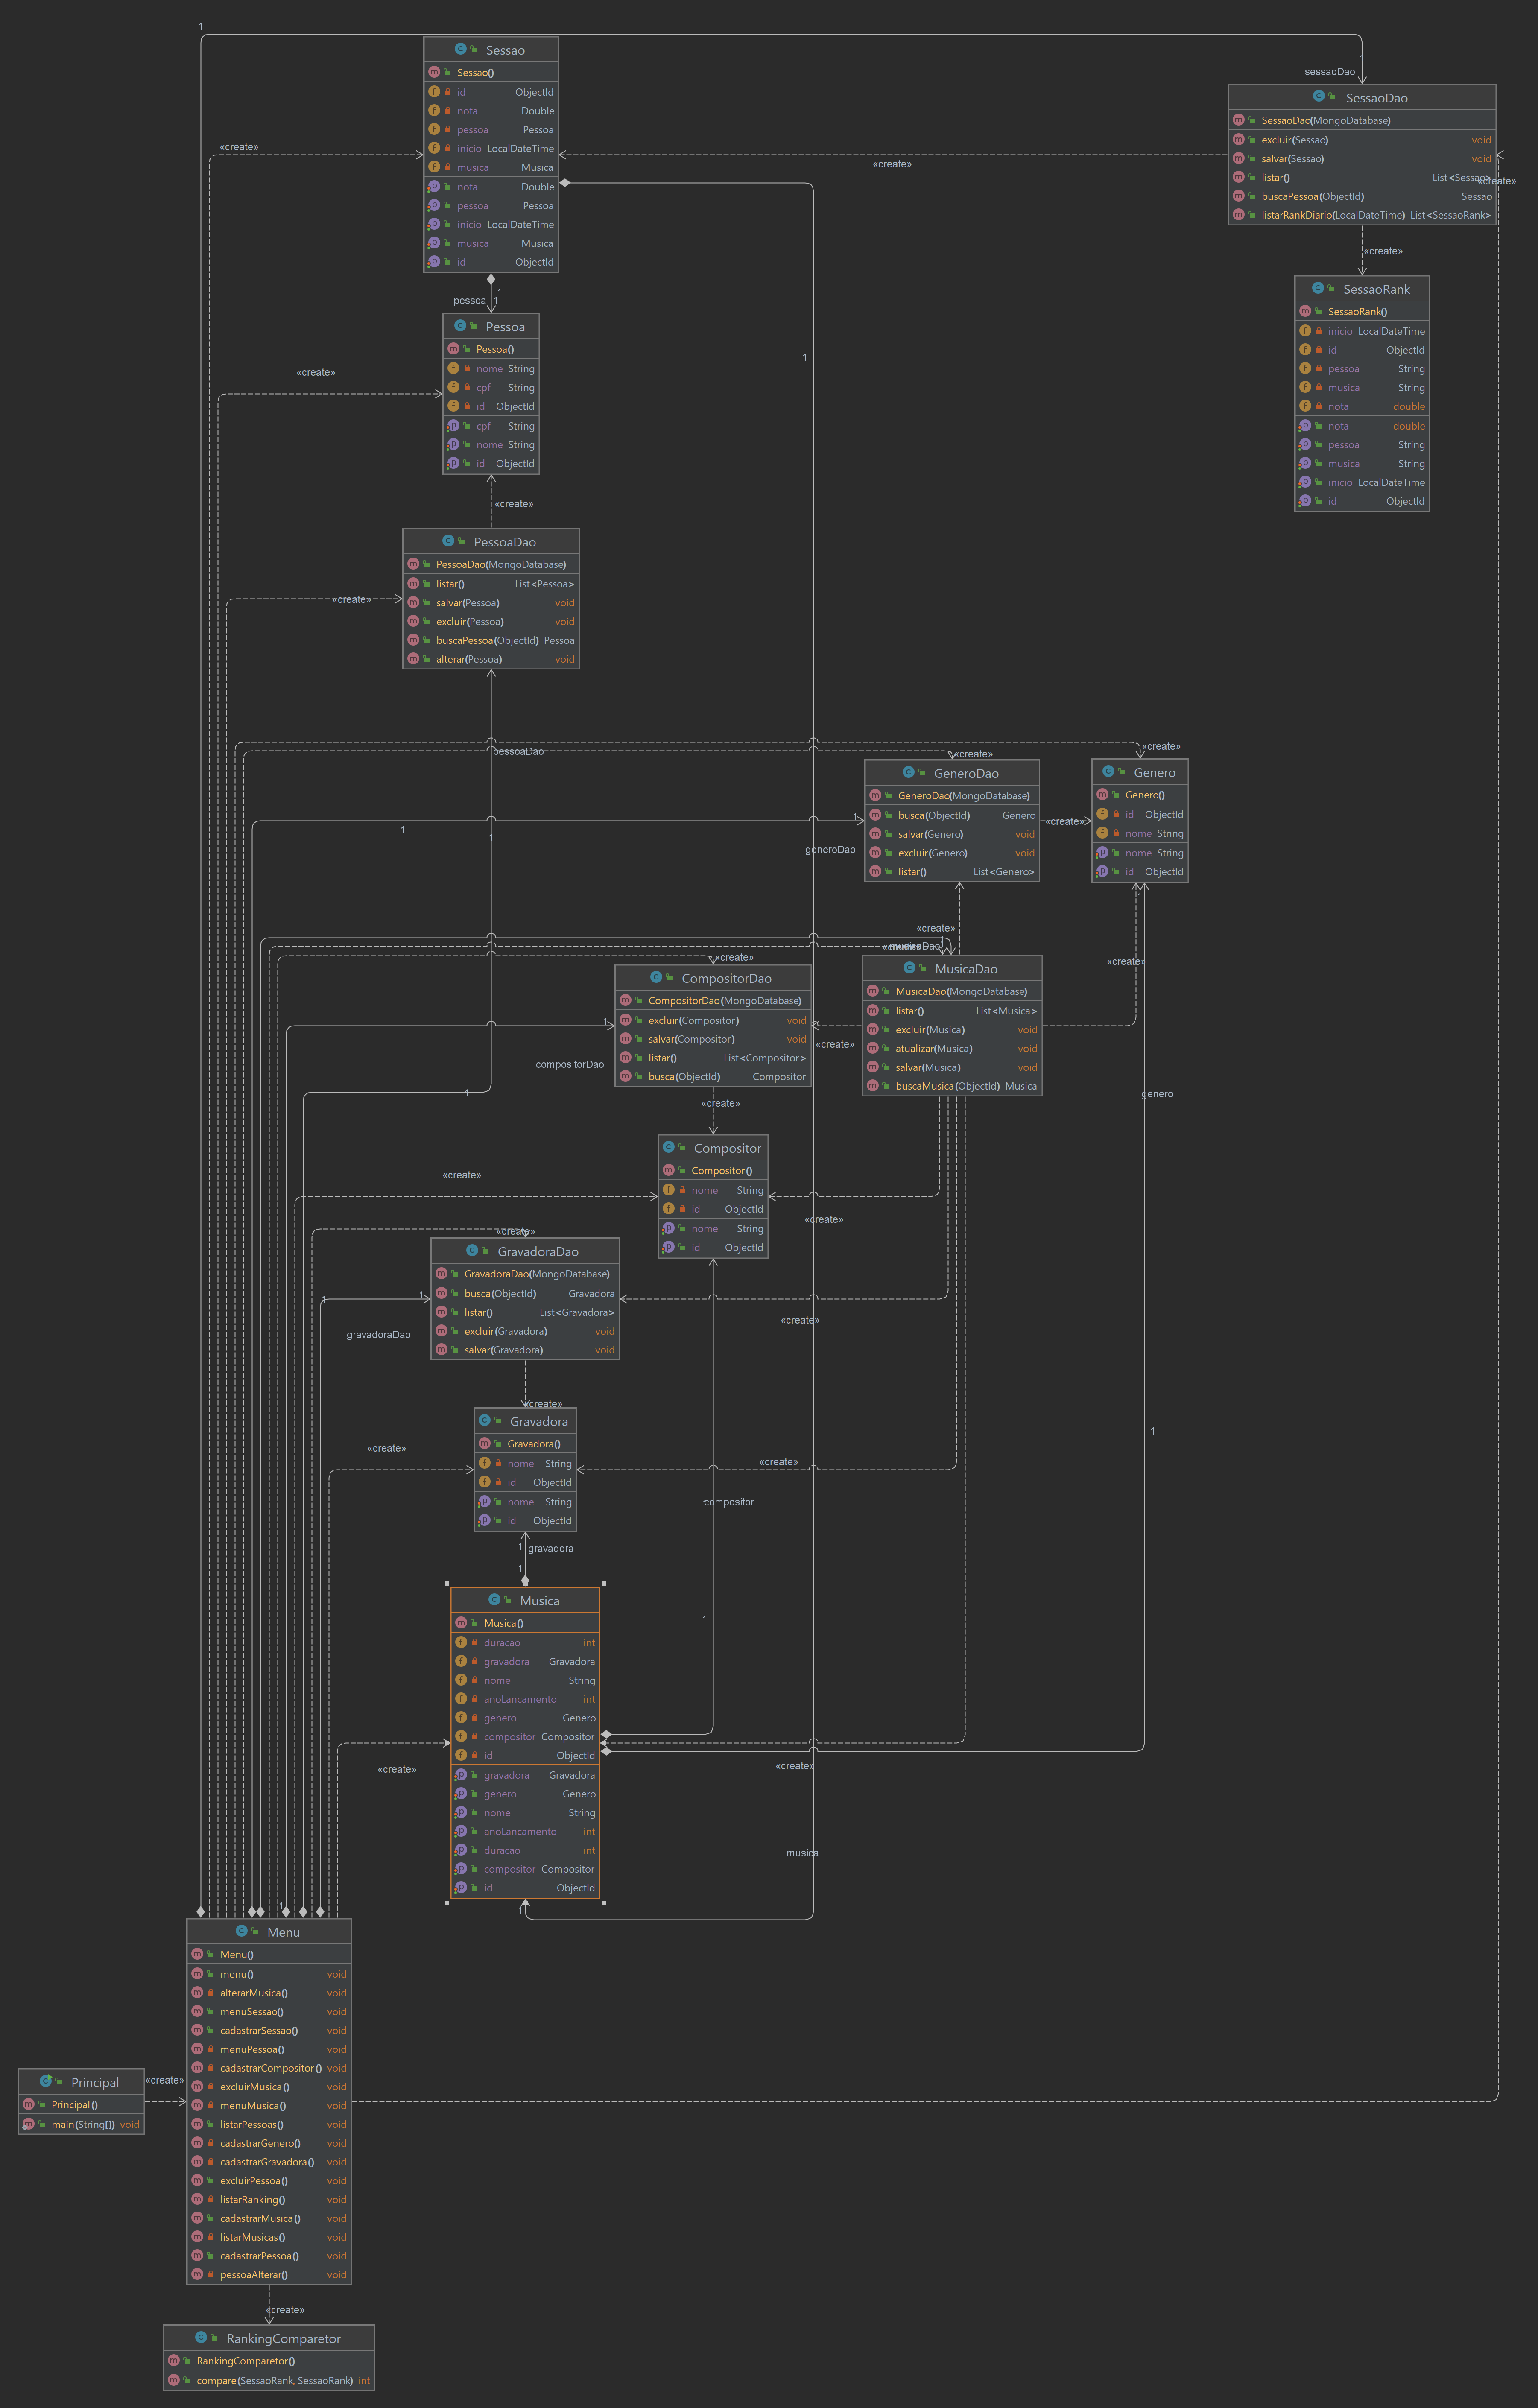 1
Sessao
Sessao()
id ObjectId
nota Double
pessoa Pessoa
inicio LocalDateTime
musica Musica
nota Double
pessoa Pessoa
inicio LocalDateTime
musica Musica
id ObjectId
1
sessaoDao
SessaoDao
SessaoDao(MongoDatabase)
excluir(Sessao) void
salvar(Sessao) void
listar() List<Sessao>
buscaPessoa(ObjectId) Sessao
listarRankDiario(LocalDateTime) List<SessaoRank>
«create»
«create»
«create»
«create»
SessaoRank
SessaoRank()
inicio LocalDateTime
id ObjectId
pessoa String
musica String
nota double
nota double
pessoa String
musica String
inicio LocalDateTime
id ObjectId
1
pessoa 1
Pessoa
Pessoa()
nome String
cpf String
id ObjectId
cpf String
nome String
id ObjectId
1
«create»
«create»
PessoaDao
PessoaDao(MongoDatabase)
listar() List<Pessoa>
salvar(Pessoa) void
excluir(Pessoa) void
buscaPessoa(ObjectId) Pessoa
alterar(Pessoa) void
«create»
pessoaDao
«create»
«create»
GeneroDao
GeneroDao(MongoDatabase)
busca(ObjectId) Genero
salvar(Genero) void
excluir(Genero) void
listar() List<Genero>
Genero
Genero()
id ObjectId
nome String
nome String
id ObjectId
«create»
1
1
1
generoDao
1
«create»
musicaDao
«create»
1
«create»
MusicaDao
MusicaDao(MongoDatabase)
listar() List<Musica>
excluir(Musica) void
atualizar(Musica) void
salvar(Musica) void
buscaMusica(ObjectId) Musica
«create»
CompositorDao
CompositorDao(MongoDatabase)
excluir(Compositor) void
salvar(Compositor) void
listar() List<Compositor>
busca(ObjectId) Compositor
1
compositorDao
«create»
1
genero
«create»
Compositor
Compositor()
nome String
id ObjectId
nome String
id ObjectId
«create»
«create»
«create»
GravadoraDao
GravadoraDao(MongoDatabase)
busca(ObjectId) Gravadora
listar() List<Gravadora>
excluir(Gravadora) void
salvar(Gravadora) void
1
1
gravadoraDao
«create»
«create»
Gravadora
Gravadora()
nome String
id ObjectId
nome String
id ObjectId
«create»
«create»
1
1
compositor
1 gravadora
1
1
Musica
Musica()
duracao int
gravadora Gravadora
nome String
anoLancamento int
genero Genero
compositor Compositor
id ObjectId
gravadora Gravadora
genero Genero
nome String
anoLancamento int
duracao int
compositor Compositor
id ObjectId
«create»
«create»
musica
1
1
Menu
Menu()
menu() void
alterarMusica() void
menuSessao() void
cadastrarSessao() void
menuPessoa() void
cadastrarCompositor() void
excluirMusica() void
menuMusica() void
listarPessoas() void
cadastrarGenero() void
cadastrarGravadora() void
excluirPessoa() void
listarRanking() void
cadastrarMusica() void
listarMusicas() void
cadastrarPessoa() void
pessoaAlterar() void
Principal
Principal()
main(String[]) void
«create»
«create»
RankingComparetor
RankingComparetor()
compare(SessaoRank, SessaoRank) int